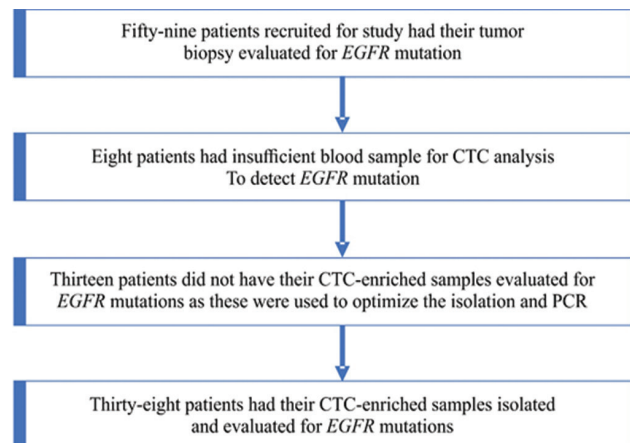 Fifty-nine patients recruited for study had their tumor
biopsy evaluated for EGFR mutation
Eight patients had insufficient blood sample for CTC analysis
To detect EGFR mutation
Thirteen patients did not have their CTC-enriched samples evaluated for
EGFR mutations as these were used to optimize the isolation and PCR
Thirty-eight patients had their CTC-enriched samples isolated
and evaluated for EGFR mutations